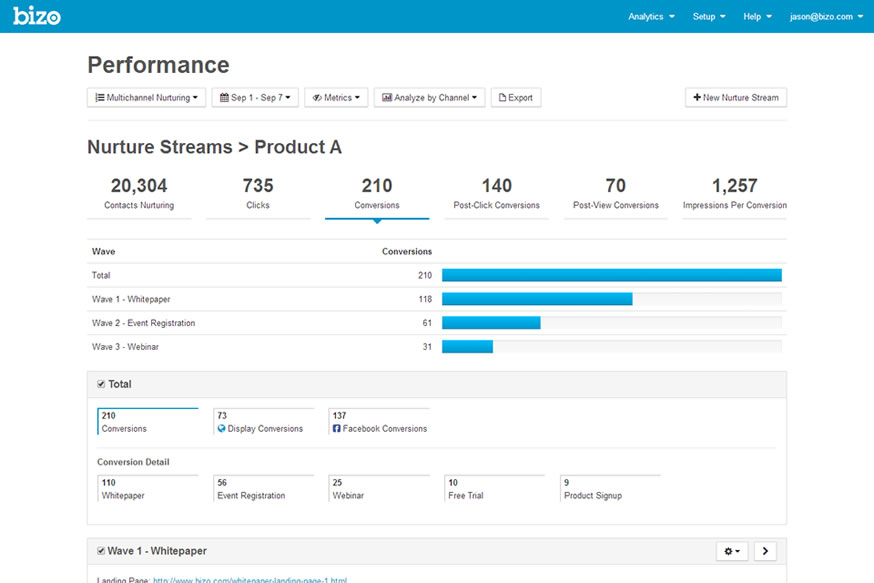 bizo Analytics Setup Help jason@bizo.com
Performance
Multichannel Nurturing Sep 1 - Sep 7 Metrics Analyze by Channel Export + New Nurture Stream
Nurture Streams > Product A
20,304 735 210 140 70 1,257
Contacts Nurturing Clicks Conversions Post-Click Conversions Post-View Conversions Impressions Per Conversion
Wave Conversions
Total 210
Wave 1 - Whitepaper 118
Wave 2 - Event Registration 61
Wave 3 - Webinar 31
Total
210 73 137
Conversions Display Conversions Facebook Conversions
Conversion Detail
110 56 25 10 9
Whitepaper Event Registration Webinar Free Trial Product Signup
Wave 1 - Whitepaper
Landing Page: http://www.bizo.com/whitepaper-landing-page-1.html